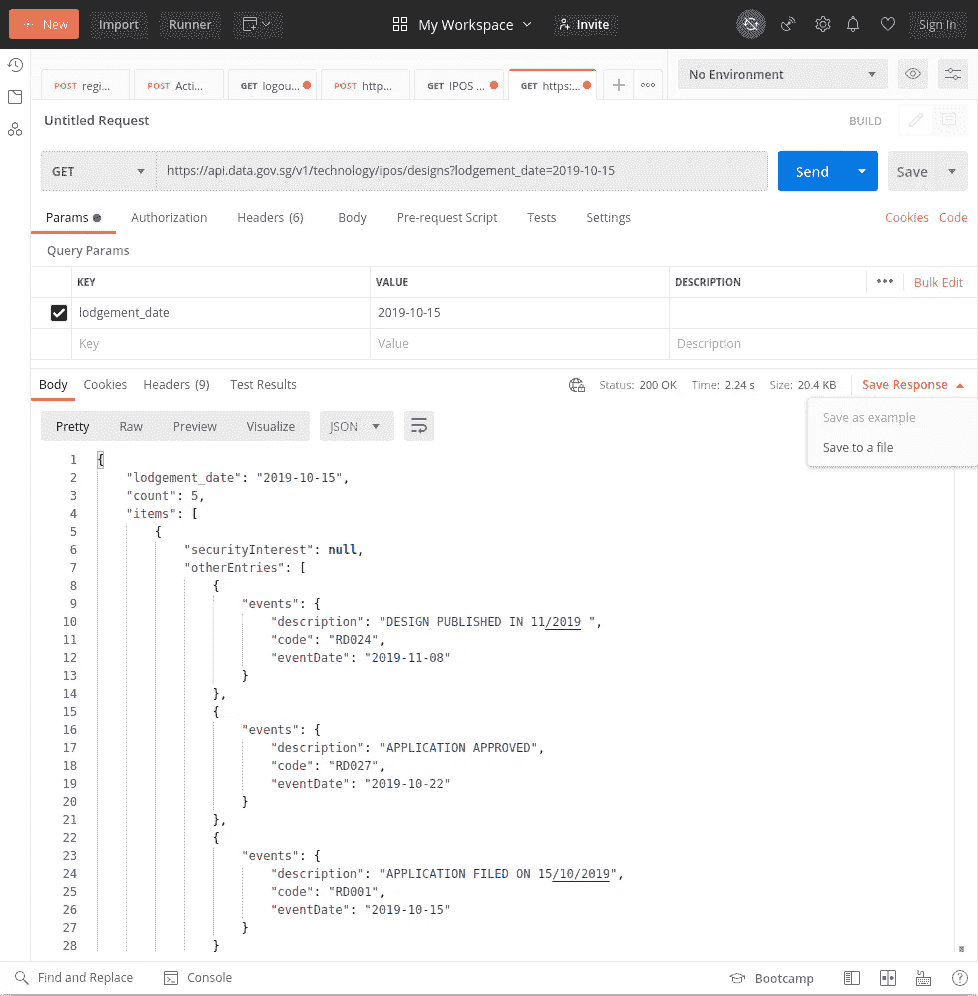 New Import Runner My Workspace Invite Sign In
POST regi... POST Acti... GET logou... POST http... GET IPOS ... GET https:... No Environment
Untitled Request BUILD
GET https://api.data.gov.sg/v1/technology/ipos/designs?lodgement_date=2019-10-15 Send Save
Params Authorization Headers (6) Body Pre-request Script Tests Settings Cookies Code
Query Params
KEY VALUE DESCRIPTION ••• Bulk Edit
lodgement_date 2019-10-15
Key Value Description
Body Cookies Headers (9) Test Results Status: 200 OK Time: 2.24 s Size: 20.4 KB Save Response
Save as example
Save to a file
Pretty Raw Preview Visualize JSON
1 {
2 "lodgement_date": "2019-10-15",
3 "count": 5,
4 "items": [
5 {
6 "securityInterest": null,
7 "otherEntries": [
8 {
9 "events": {
10 "description": "DESIGN PUBLISHED IN 11/2019 ",
11 "code": "RD024",
12 "eventDate": "2019-11-08"
13 }
14 },
15 {
16 "events": {
17 "description": "APPLICATION APPROVED",
18 "code": "RD027",
19 "eventDate": "2019-10-22"
20 }
21 },
22 {
23 "events": {
24 "description": "APPLICATION FILED ON 15/10/2019",
25 "code": "RD001",
26 "eventDate": "2019-10-15"
27 }
28 }
Find and Replace Console Bootcamp